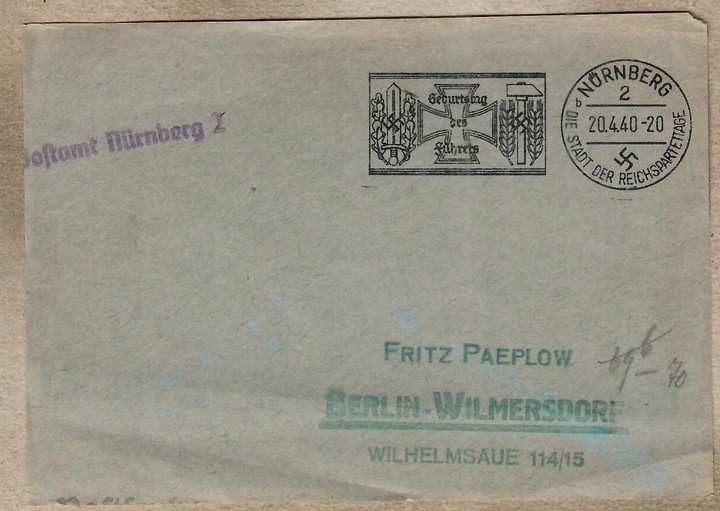 Geburtstag
des
Führers
NÜRNBERG
2
b
20.4.40-20
DIE STADT DER REICHSPARTEITAGE
Postamt Nürnberg 2
FRITZ PAEPLOW
BERLIN-WILMERSDORF
WILHELMSAUE 114/15